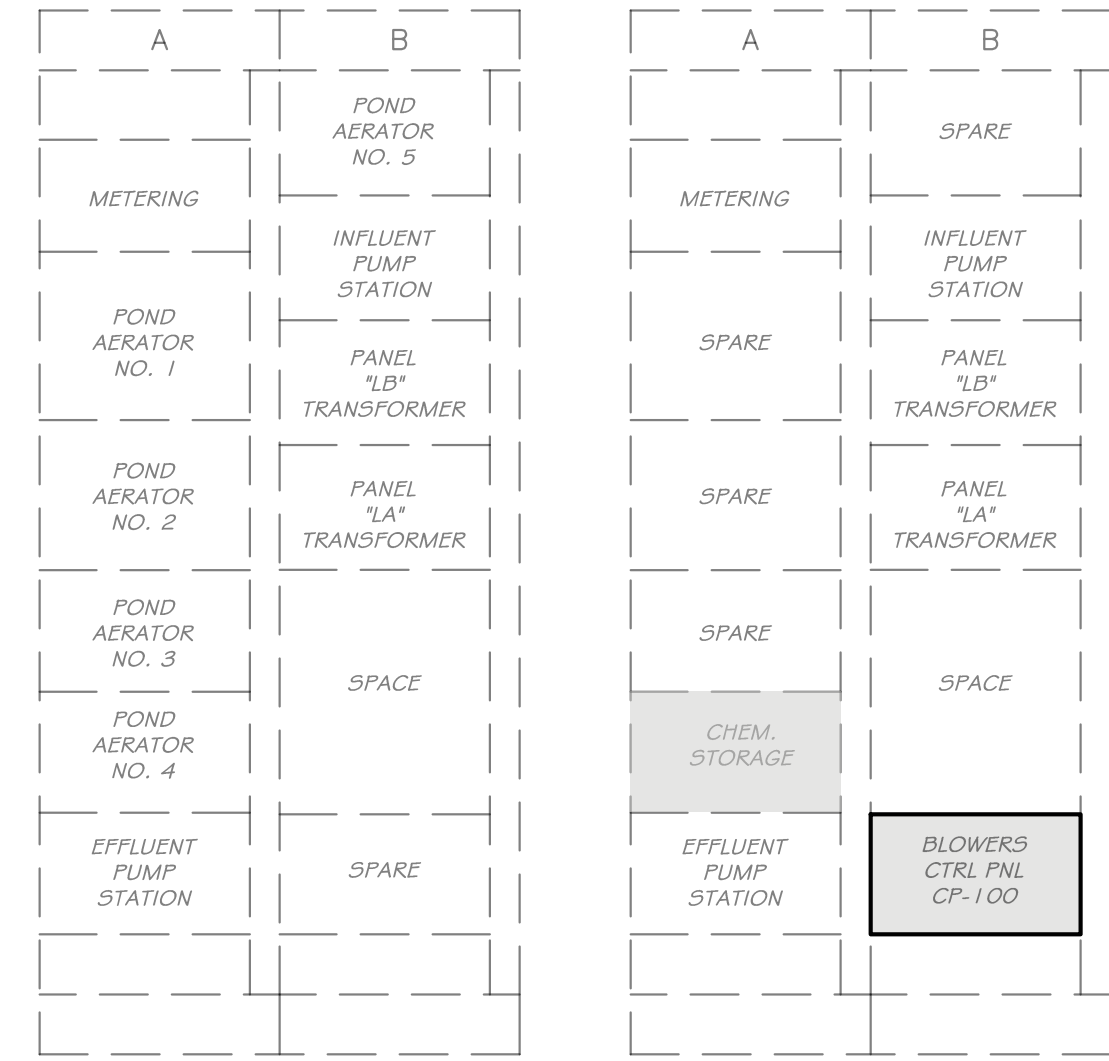 A
B
METERING
POND
AERATOR
NO. 1
POND
AERATOR
NO. 2
POND
AERATOR
NO. 3
POND
AERATOR
NO. 4
EFFLUENT
PUMP
STATION
POND
AERATOR
NO. 5
INFLUENT
PUMP
STATION
PANEL
"LB"
TRANSFORMER
PANEL
"LA"
TRANSFORMER
SPACE
SPARE
A
B
METERING
SPARE
SPARE
SPARE
CHEM.
STORAGE
EFFLUENT
PUMP
STATION
SPARE
INFLUENT
PUMP
STATION
PANEL
"LB"
TRANSFORMER
PANEL
"LA"
TRANSFORMER
SPACE
BLOWERS
CTRL PNL
CP-100